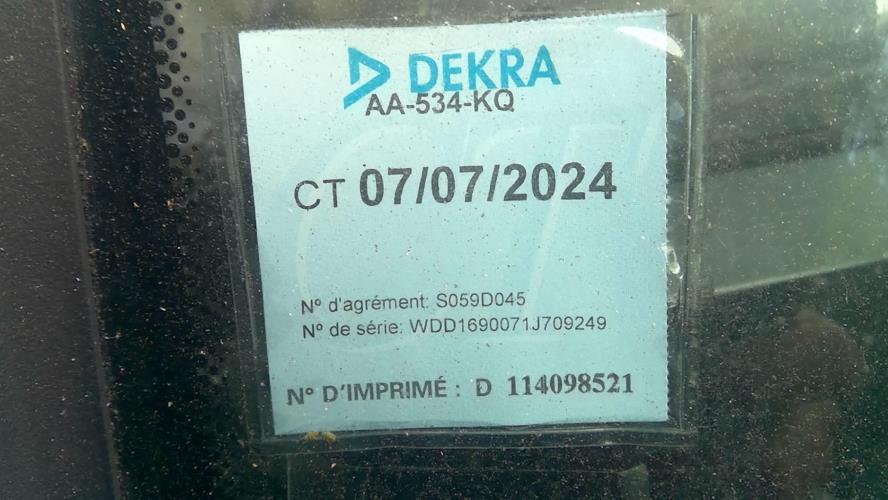 DEKRA
AA-534-KQ
CT 07/07/2024
N° d'agrément: S059D045
N° de série: WDD1690071J709249
N° D'IMPRIMÉ : D 114098521